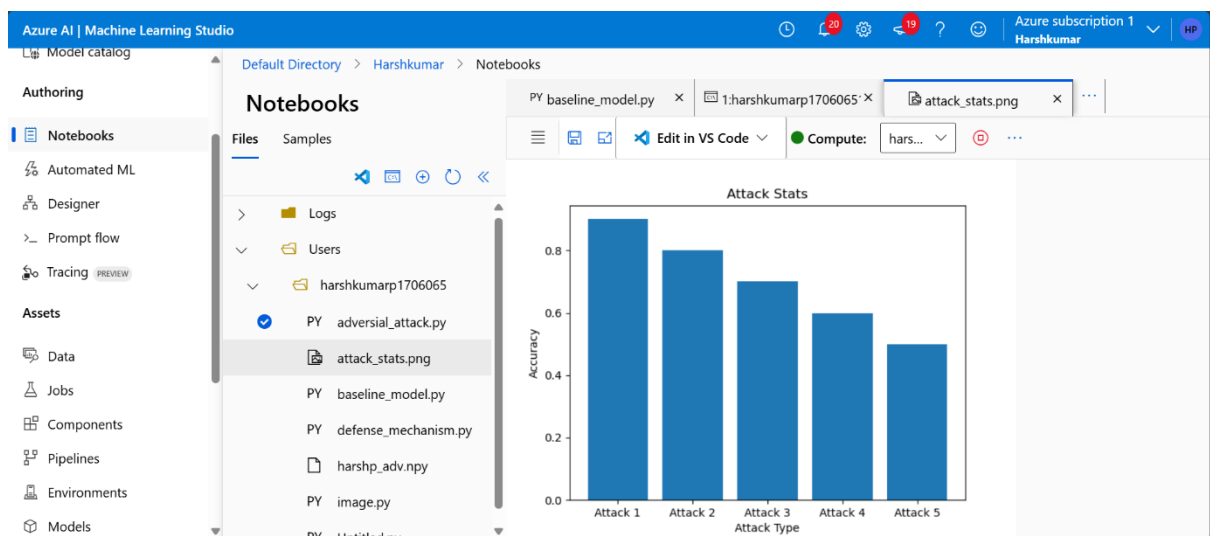 Azure AI | Machine Learning Studio
20
19
?
Azure subscription 1
Harshkumar
HP
Model catalog
Authoring
Notebooks
Automated ML
Designer
Prompt flow
Tracing PREVIEW
Assets
Data
Jobs
Components
Pipelines
Environments
Models
Default Directory > Harshkumar > Notebooks
Notebooks
Files Samples
Logs
Users
harshkumarp1706065
PY adversial_attack.py
attack_stats.png
PY baseline_model.py
PY defense_mechanism.py
harshp_adv.npy
PY image.py
PY baseline_model.py × 1:harshkumarp1706065 × attack_stats.png × ...
Edit in VS Code Compute: hars... ...
Attack Stats
0.8
0.6
0.4
0.2
0.0
Accuracy
Attack 1 Attack 2 Attack 3 Attack 4 Attack 5
Attack Type